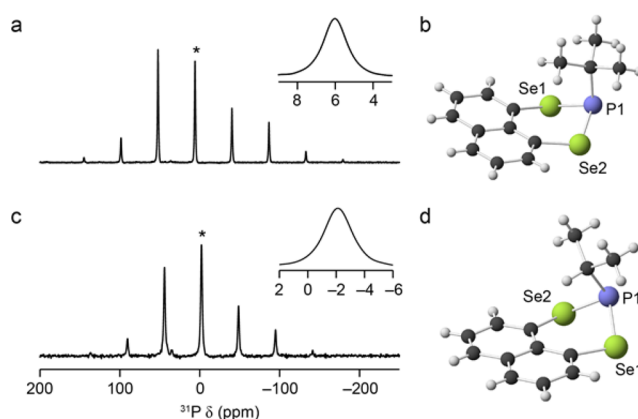 a
*
8 6 4
b
Se1
P1
Se2
c
*
2 0 –2 –4 –6
d
Se2
P1
Se1
200 100 0 –100 –200
³¹P δ (ppm)